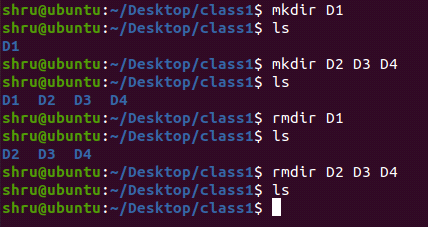 shru@ubuntu:~/Desktop/class1$ mkdir D1
shru@ubuntu:~/Desktop/class1$ ls
D1
shru@ubuntu:~/Desktop/class1$ mkdir D2 D3 D4
shru@ubuntu:~/Desktop/class1$ ls
D1  D2  D3  D4
shru@ubuntu:~/Desktop/class1$ rmdir D1
shru@ubuntu:~/Desktop/class1$ ls
D2  D3  D4
shru@ubuntu:~/Desktop/class1$ rmdir D2 D3 D4
shru@ubuntu:~/Desktop/class1$ ls
shru@ubuntu:~/Desktop/class1$